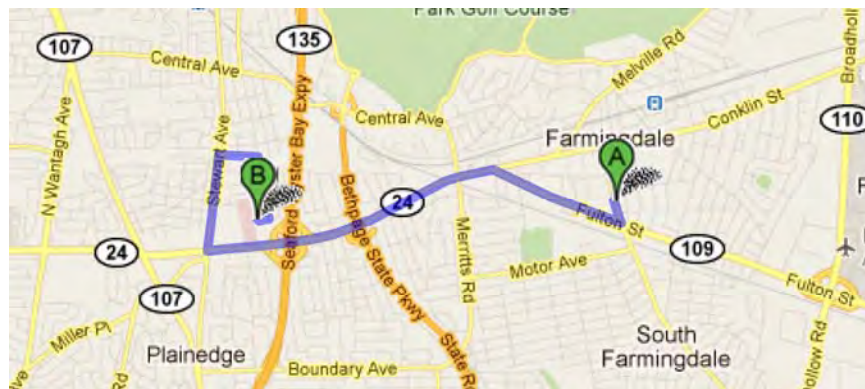 Park Golf Course
135
107
Central Ave
Melville Rd
Broadholl
Central Ave
Conklin St
110
N Wantagh Ave
Stewart Ave
Seaford Oyster Bay Expy
Farmingdale
A
B
Bethpage State Pkwy
24
Fulton St
24
Merritts Rd
109
Motor Ave
Fulton St
107
Miller Pl
Plainedge
South
Farmingdale
Boundary Ave
State R
ollow Rd